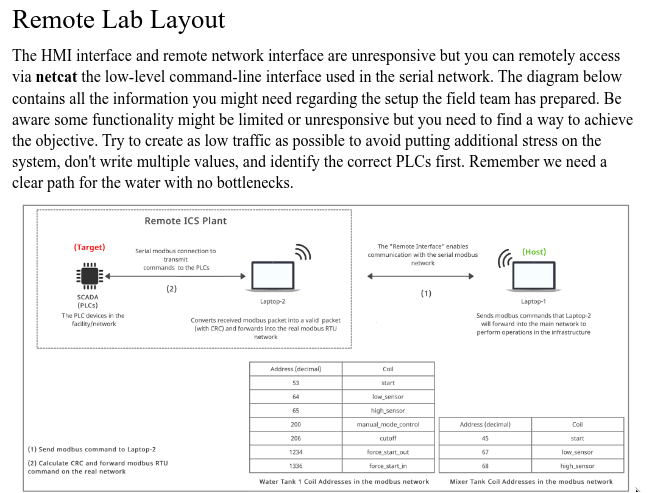 Remote Lab Layout
The HMI interface and remote network interface are unresponsive but you can remotely access
via netcat the low-level command-line interface used in the serial network. The diagram below
contains all the information you might need regarding the setup the field team has prepared. Be
aware some functionality might be limited or unresponsive but you need to find a way to achieve
the objective. Try to create as low traffic as possible to avoid putting additional stress on the
system, don't write multiple values, and identify the correct PLCs first. Remember we need a
clear path for the water with no bottlenecks.
Remote ICS Plant
(Target)
Serial modbus connection to
transmit
commands to the PLCs
(2)
SCADA
(PLCs)
The PLC devices in the
facility/network
Laptop-2
Converts received modbus packet into a valid packet
(with CRC) and forwards into the real modbus RTU
network
The "Remote Interface" enables
communication with the serial modbus
network
(1)
(Host)
Laptop-1
Sends modbus commands that Laptop-2
will forward into the main network to
perform operations in the infrastructure
Address (decimal) Coil
53 start
64 low_sensor
65 high_sensor
200 manual_mode_control
206 cutoff
1234 force_start_out
1336 force_start_in
Water Tank 1 Coil Addresses in the modbus network
Address (decimal) Coil
45 start
67 low_sensor
68 high_sensor
Mixer Tank Coil Addresses in the modbus network
(1) Send modbus command to Laptop-2
(2) Calculate CRC and forward modbus RTU
command on the real network